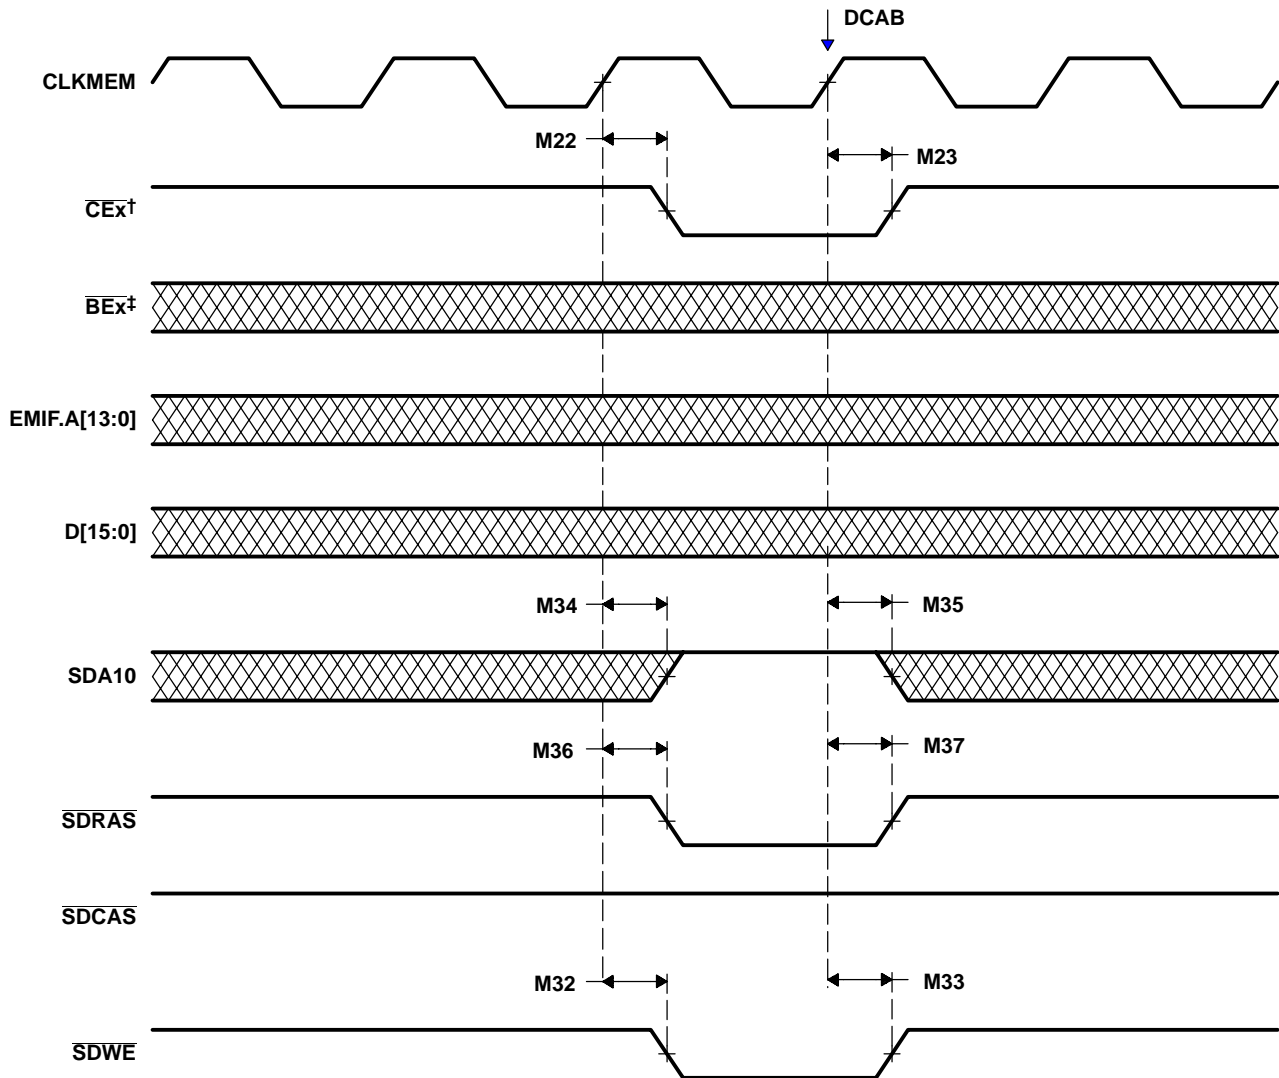 DCAB
CLKMEM
M22
M23
CEx†
BEx‡
EMIF.A[13:0]
D[15:0]
M34
M35
SDA10
M36
M37
SDRAS
SDCAS
M32
M33
SDWE